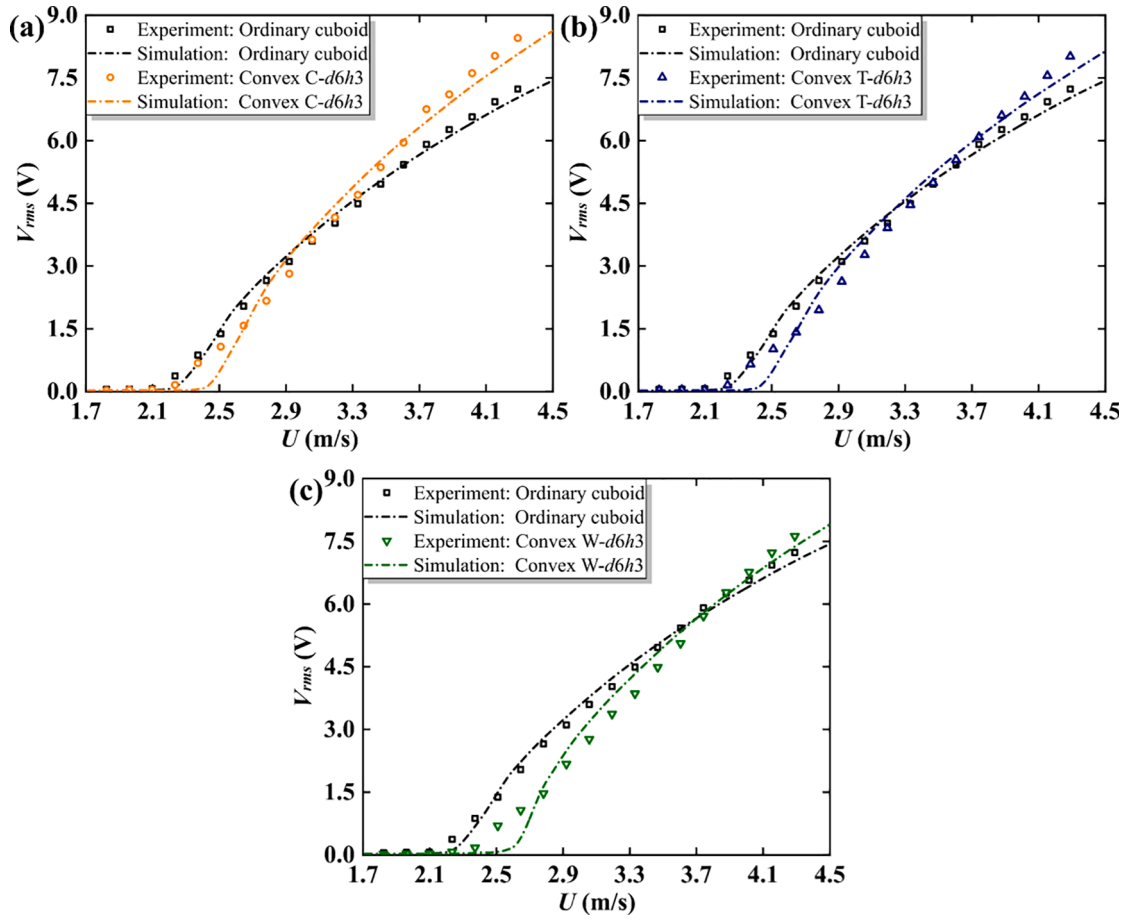 (a)
9.0
7.5
6.0
4.5
3.0
1.5
0.0
Vrms (V)
Experiment: Ordinary cuboid
Simulation: Ordinary cuboid
Experiment: Convex C-d6h3
Simulation: Convex C-d6h3
1.7 2.1 2.5 2.9 3.3 3.7 4.1 4.5
U (m/s)
(b)
9.0
7.5
6.0
4.5
3.0
1.5
0.0
Vrms (V)
Experiment: Ordinary cuboid
Simulation: Ordinary cuboid
Experiment: Convex T-d6h3
Simulation: Convex T-d6h3
1.7 2.1 2.5 2.9 3.3 3.7 4.1 4.5
U (m/s)
(c)
9.0
7.5
6.0
4.5
3.0
1.5
0.0
Vrms (V)
Experiment: Ordinary cuboid
Simulation: Ordinary cuboid
Experiment: Convex W-d6h3
Simulation: Convex W-d6h3
1.7 2.1 2.5 2.9 3.3 3.7 4.1 4.5
U (m/s)